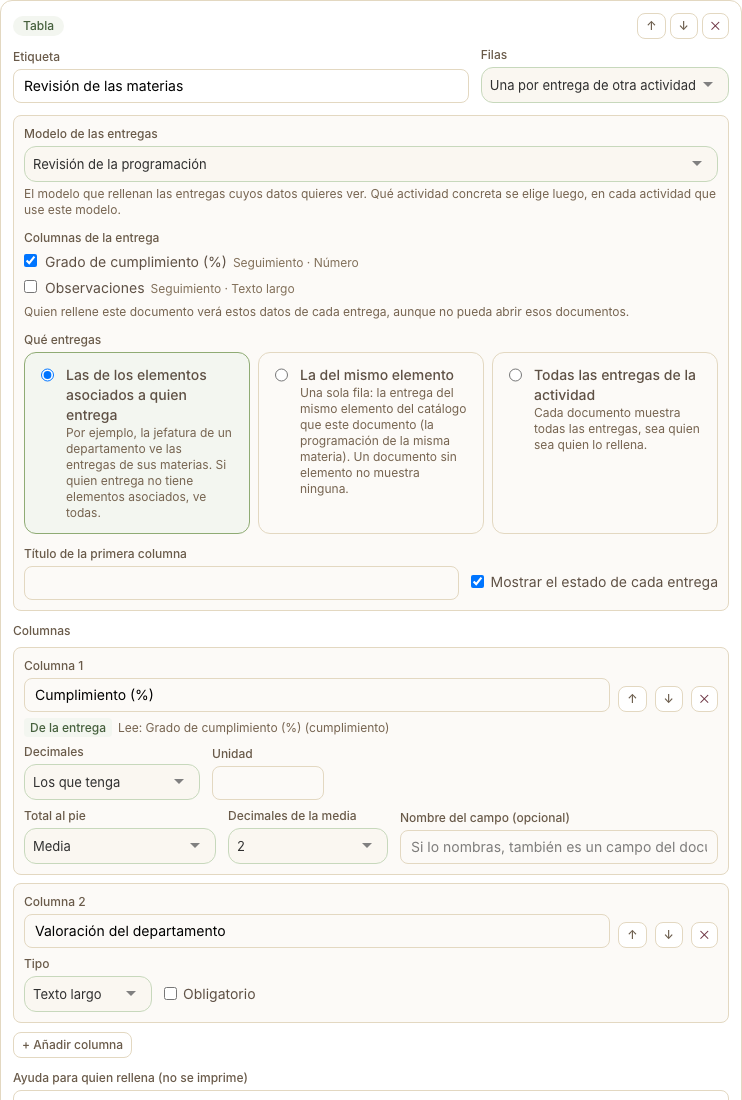 Tabla
Etiqueta
Filas
Revisión de las materias
Una por entrega de otra actividad
Modelo de las entregas
Revisión de la programación
El modelo que rellenan las entregas cuyos datos quieres ver. Qué actividad concreta se elige luego, en cada actividad que
use este modelo.
Columnas de la entrega
Grado de cumplimiento (%) Seguimiento · Número
Observaciones Seguimiento · Texto largo
Quien rellene este documento verá estos datos de cada entrega, aunque no pueda abrir esos documentos.
Qué entregas
Las de los elementos
asociados a quien
entrega
Por ejemplo, la jefatura de un
departamento ve las
entregas de sus materias. Si
quien entrega no tiene
elementos asociados, ve
todas.
La del mismo elemento
Una sola fila: la entrega del
mismo elemento del catálogo
que este documento (la
programación de la misma
materia). Un documento sin
elemento no muestra
ninguna.
Todas las entregas de la
actividad
Cada documento muestra
todas las entregas, sea quien
sea quien lo rellena.
Título de la primera columna
Mostrar el estado de cada entrega
Columnas
Columna 1
Cumplimiento (%)
De la entrega Lee: Grado de cumplimiento (%) (cumplimiento)
Decimales
Unidad
Los que tenga
Total al pie
Decimales de la media
Nombre del campo (opcional)
Media
2
Si lo nombras, también es un campo del docu
Columna 2
Valoración del departamento
Tipo
Texto largo
Obligatorio
+ Añadir columna
Ayuda para quien rellena (no se imprime)